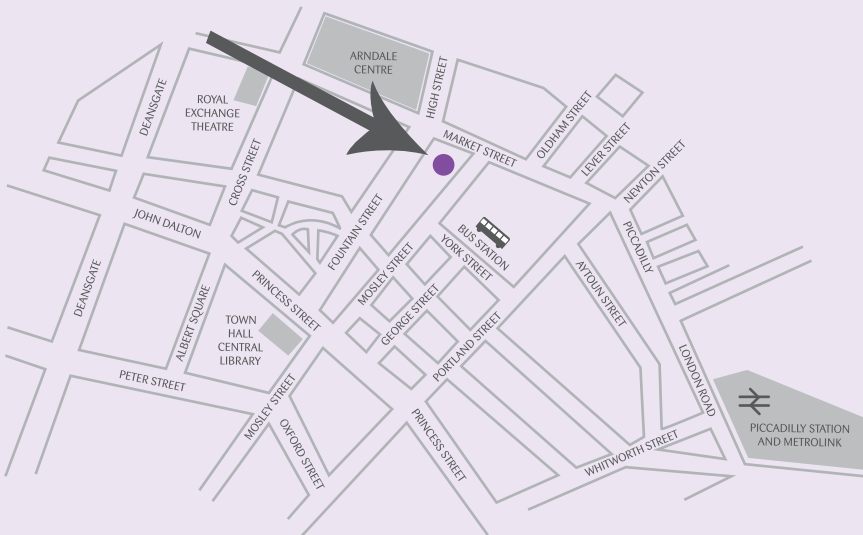 ARNDALE
CENTRE
HIGH STREET
DEANSGATE
ROYAL
EXCHANGE
THEATRE
CROSS STREET
MARKET STREET
OLDHAM STREET
LEVER STREET
NEWTON STREET
JOHN DALTON
FOUNTAIN STREET
BUS STATION
YORK STREET
PICCADILLY
MOSLEY STREET
DEANSGATE
ALBERT SQUARE
PRINCESS STREET
GEORGE STREET
AYTOUN STREET
TOWN
HALL
CENTRAL
LIBRARY
PORTLAND STREET
LONDON ROAD
PETER STREET
MOSLEY STREET
OXFORD STREET
PRINCESS STREET
WHITWORTH STREET
PICCADILLY STATION
AND METROLINK